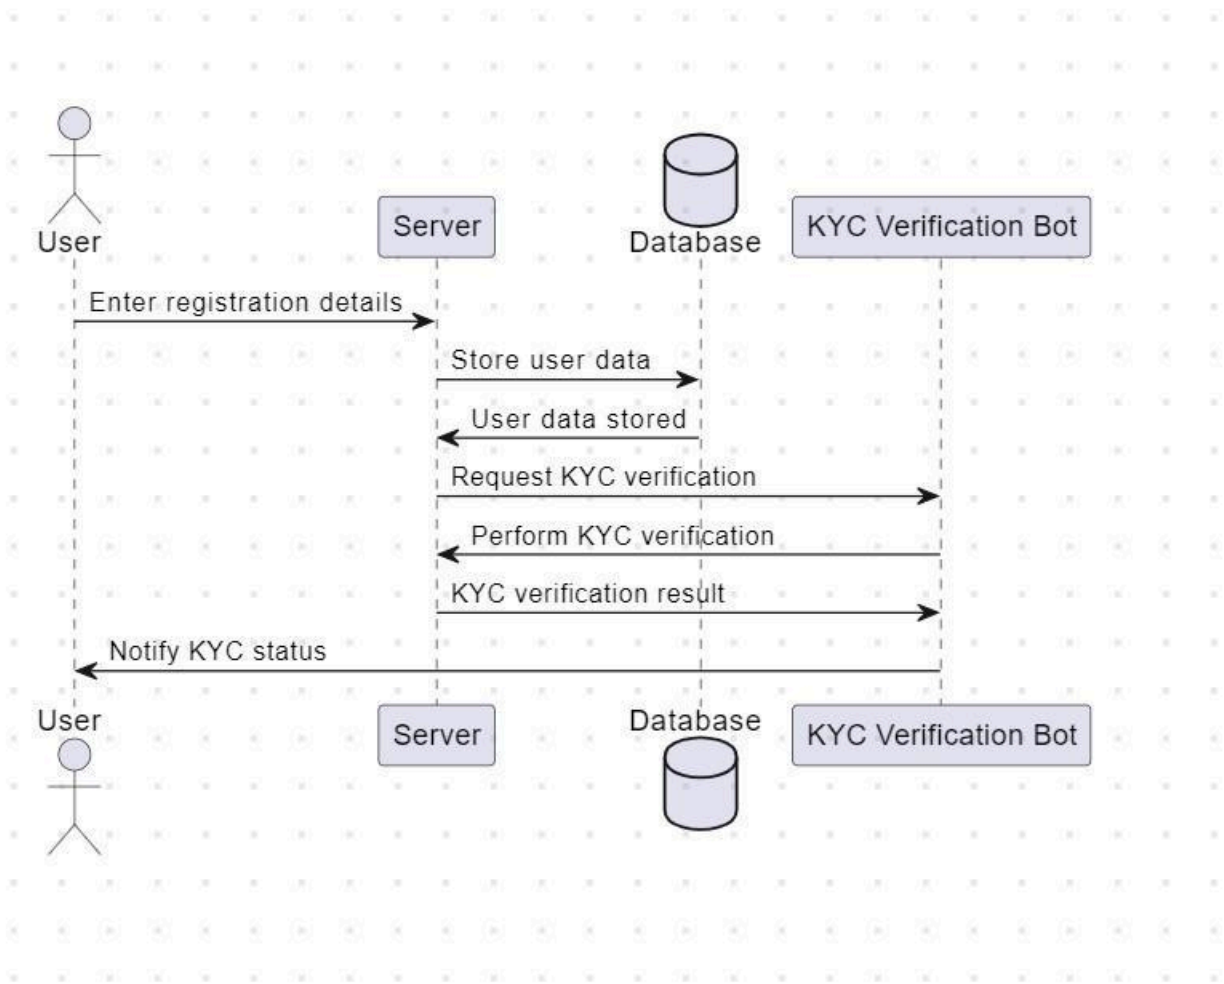 User
Server
Database
KYC Verification Bot
Enter registration details
Store user data
User data stored
Request KYC verification
Perform KYC verification
KYC verification result
Notify KYC status
User
Server
Database
KYC Verification Bot